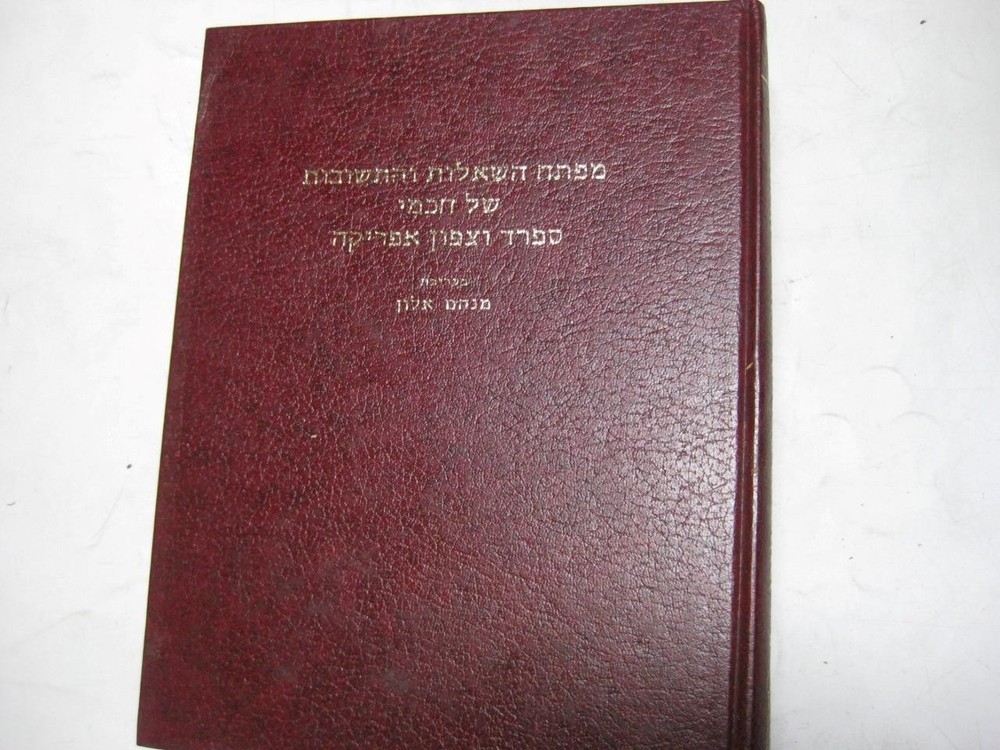 מפתח השאלות והתשובות
של חכמי
ספרד וצפון אפריקה
בעריכת
מנחם אלון